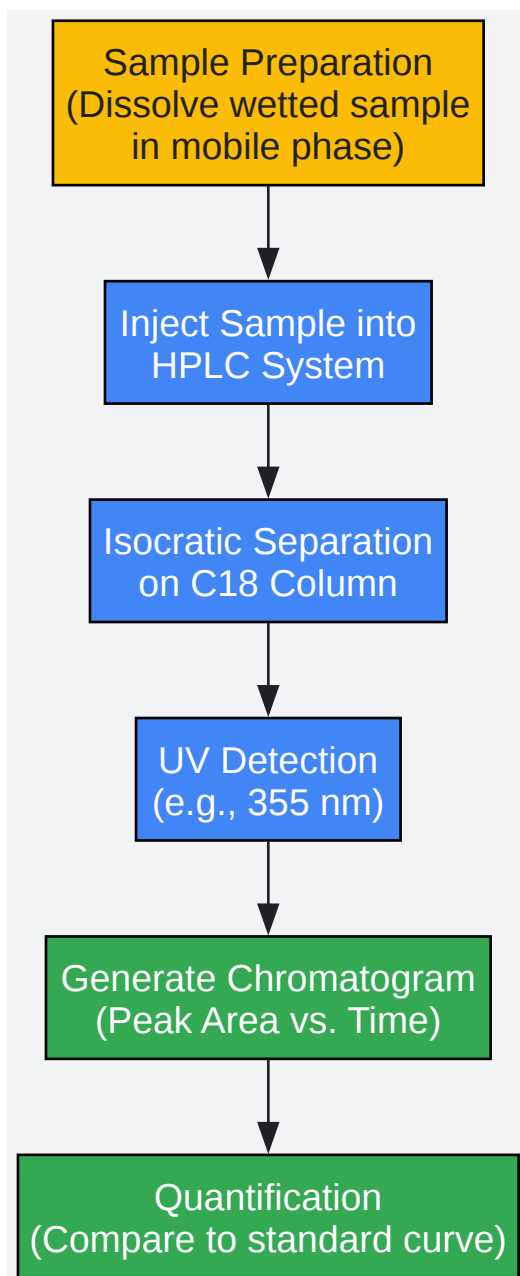 Sample Preparation
(Dissolve wetted sample
in mobile phase)
Inject Sample into
HPLC System
Isocratic Separation
on C18 Column
UV Detection
(e.g., 355 nm)
Generate Chromatogram
(Peak Area vs. Time)
Quantification
(Compare to standard curve)